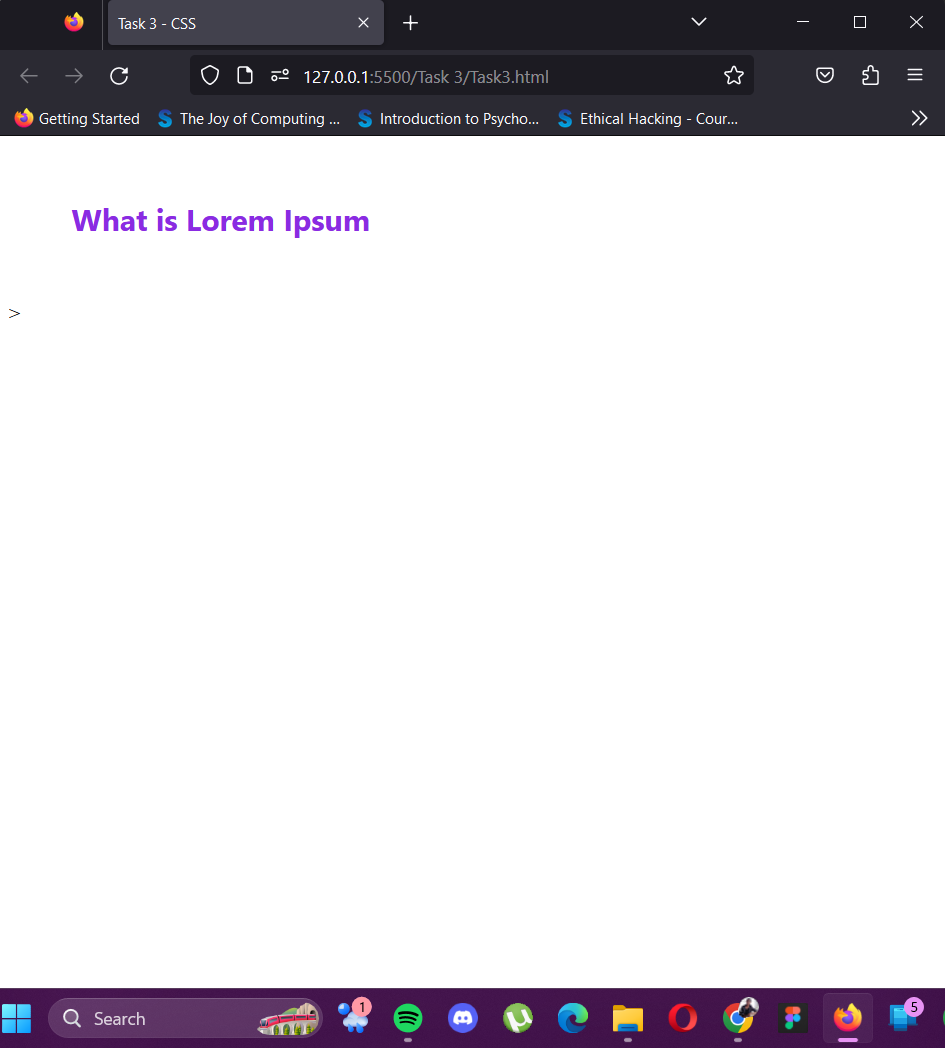 Task 3 - CSS
127.0.0.1:5500/Task 3/Task3.html
Getting Started The Joy of Computing ... Introduction to Psycho... Ethical Hacking - Cour...
What is Lorem Ipsum
>
Search 1 5